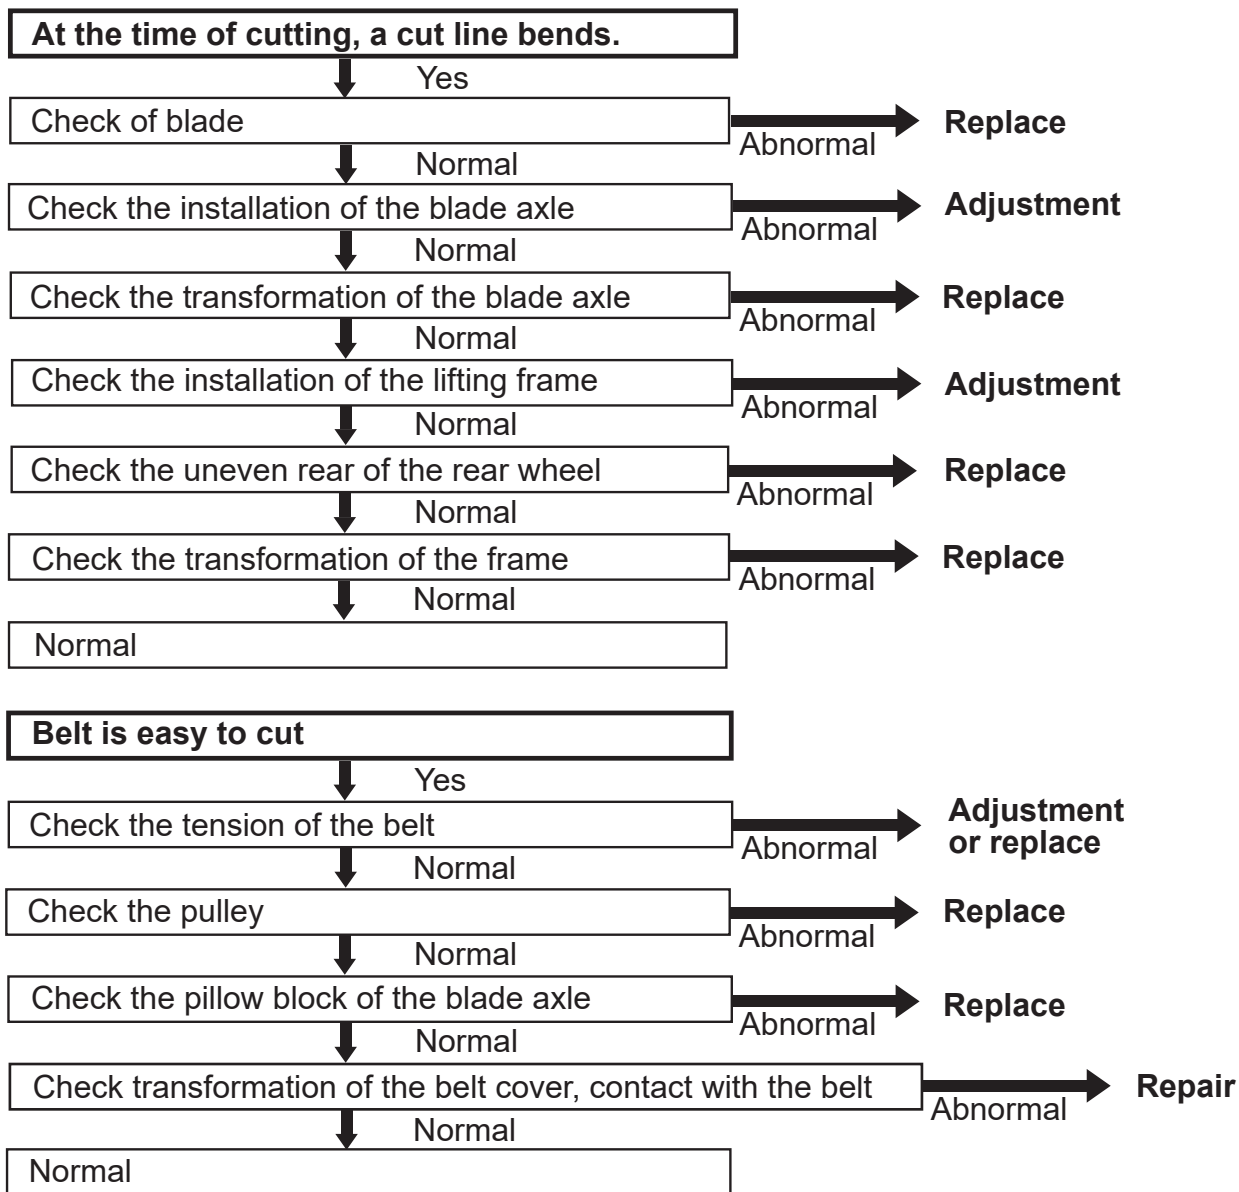 At the time of cutting, a cut line bends.
Yes
Check of blade
Abnormal
Replace
Normal
Check the installation of the blade axle
Abnormal
Adjustment
Normal
Check the transformation of the blade axle
Abnormal
Replace
Normal
Check the installation of the lifting frame
Abnormal
Adjustment
Normal
Check the uneven rear of the rear wheel
Abnormal
Replace
Normal
Check the transformation of the frame
Abnormal
Replace
Normal
Normal
Belt is easy to cut
Yes
Check the tension of the belt
Abnormal
Adjustment
or replace
Normal
Check the pulley
Abnormal
Replace
Normal
Check the pillow block of the blade axle
Abnormal
Replace
Normal
Check transformation of the belt cover, contact with the belt
Abnormal
Repair
Normal
Normal